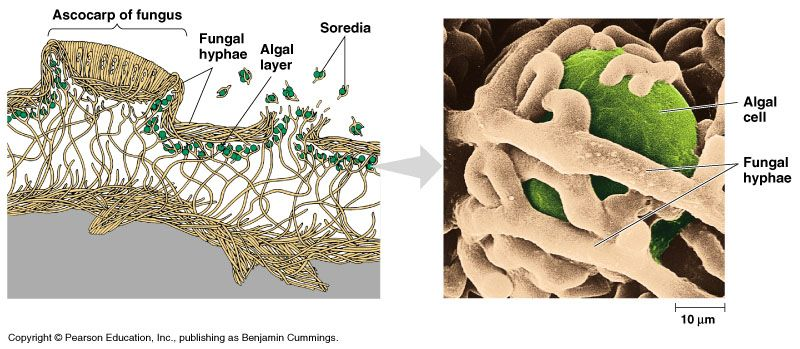 Ascocarp of fungus
Fungal
hyphae
Algal
layer
Soredia
Algal
cell
Fungal
hyphae
10 μm
Copyright © Pearson Education, Inc., publishing as Benjamin Cummings.